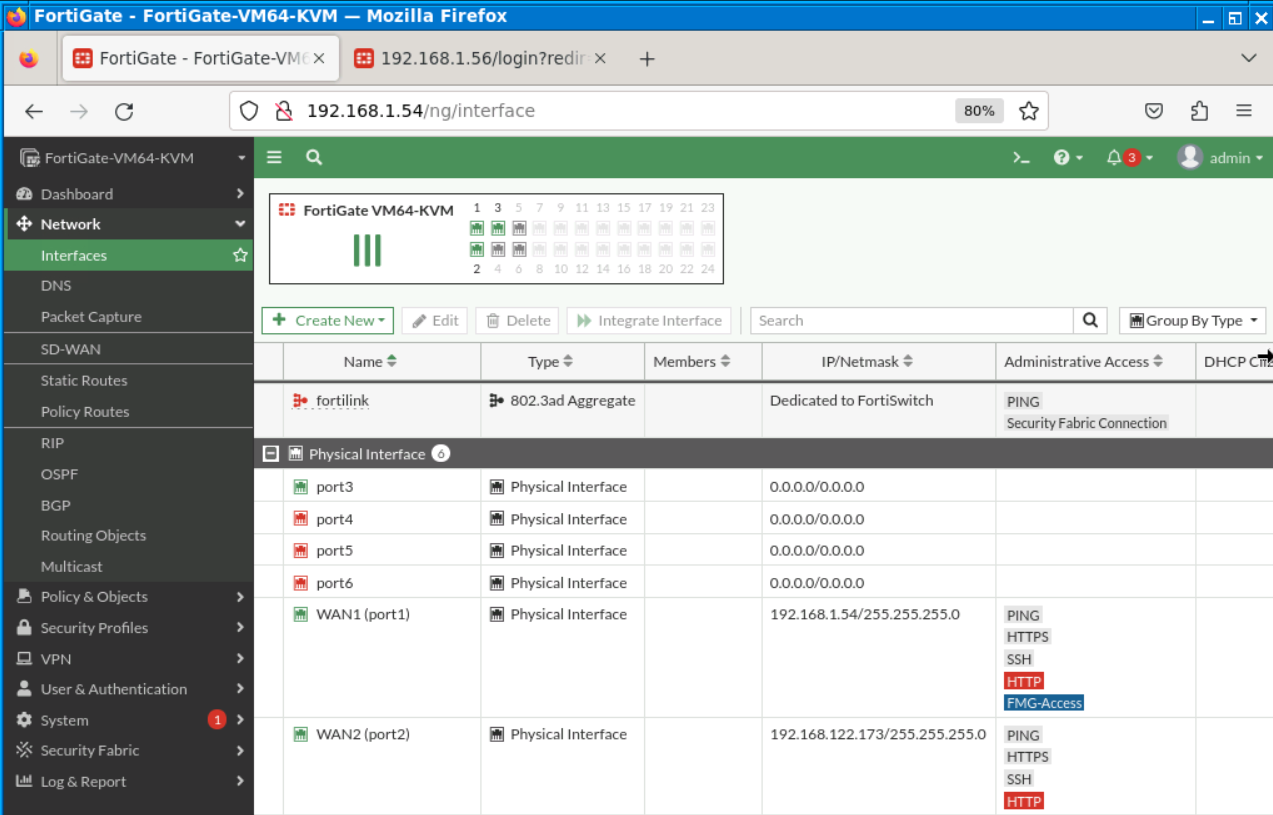 FortiGate - FortiGate-VM64-KVM — Mozilla Firefox
FortiGate - FortiGate-VM6
192.168.1.56/login?redir
192.168.1.54/ng/interface
80%
FortiGate-VM64-KVM
3
admin
Dashboard
Network
Interfaces
DNS
Packet Capture
SD-WAN
Static Routes
Policy Routes
RIP
OSPF
BGP
Routing Objects
Multicast
Policy & Objects
Security Profiles
VPN
User & Authentication
System 1
Security Fabric
Log & Report
FortiGate VM64-KVM
1 3 5 7 9 11 13 15 17 19 21 23
2 4 6 8 10 12 14 16 18 20 22 24
Create New Edit Delete Integrate Interface Search Group By Type
Name Type Members IP/Netmask Administrative Access DHCP
fortilink 802.3ad Aggregate Dedicated to FortiSwitch PING
Security Fabric Connection
Physical Interface 6
port3 Physical Interface 0.0.0.0/0.0.0.0
port4 Physical Interface 0.0.0.0/0.0.0.0
port5 Physical Interface 0.0.0.0/0.0.0.0
port6 Physical Interface 0.0.0.0/0.0.0.0
WAN1 (port1) Physical Interface 192.168.1.54/255.255.255.0 PING
HTTPS
SSH
HTTP
FMG-Access
WAN2 (port2) Physical Interface 192.168.122.173/255.255.255.0 PING
HTTPS
SSH
HTTP